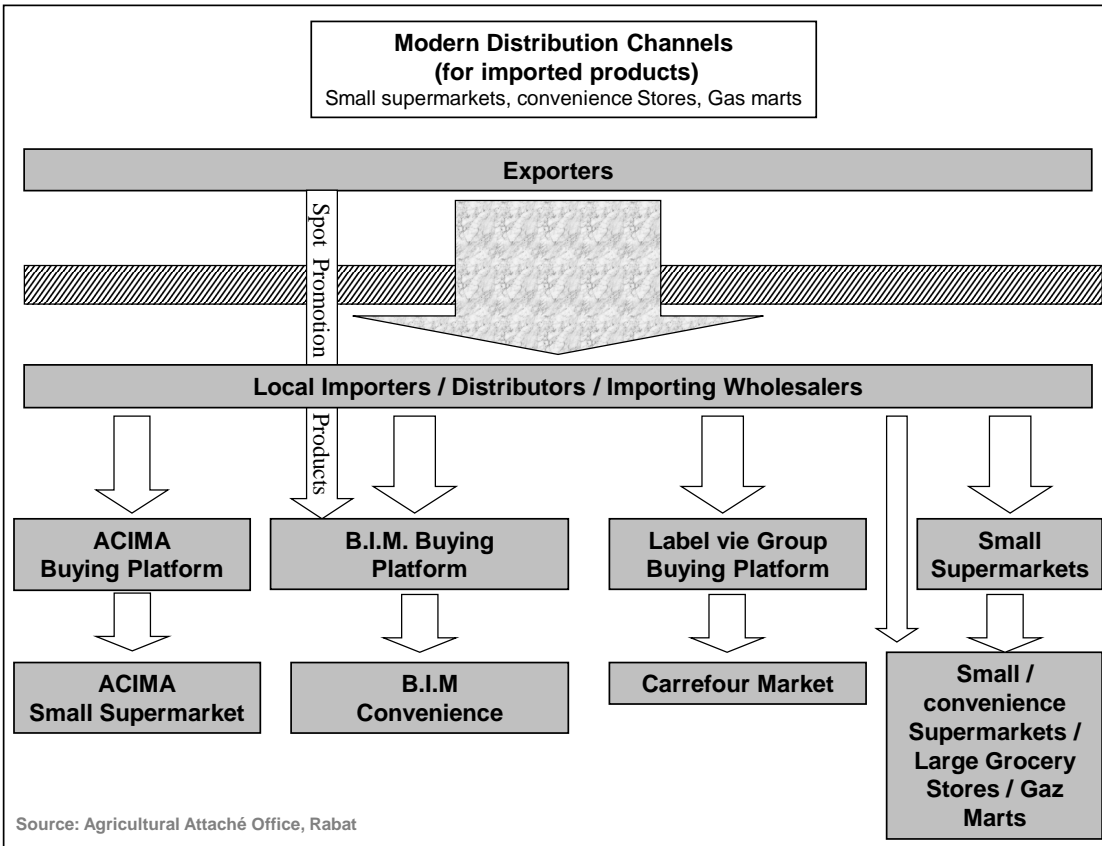 Modern Distribution Channels
(for imported products)
Small supermarkets, convenience Stores, Gas marts
Exporters
Spot Promotion Products
Local Importers / Distributors / Importing Wholesalers
ACIMA
Buying Platform
B.I.M. Buying
Platform
Label vie Group
Buying Platform
Small
Supermarkets
ACIMA
Small Supermarket
B.I.M
Convenience
Carrefour Market
Small /
convenience
Supermarkets /
Large Grocery
Stores / Gaz
Marts
Source: Agricultural Attaché Office, Rabat